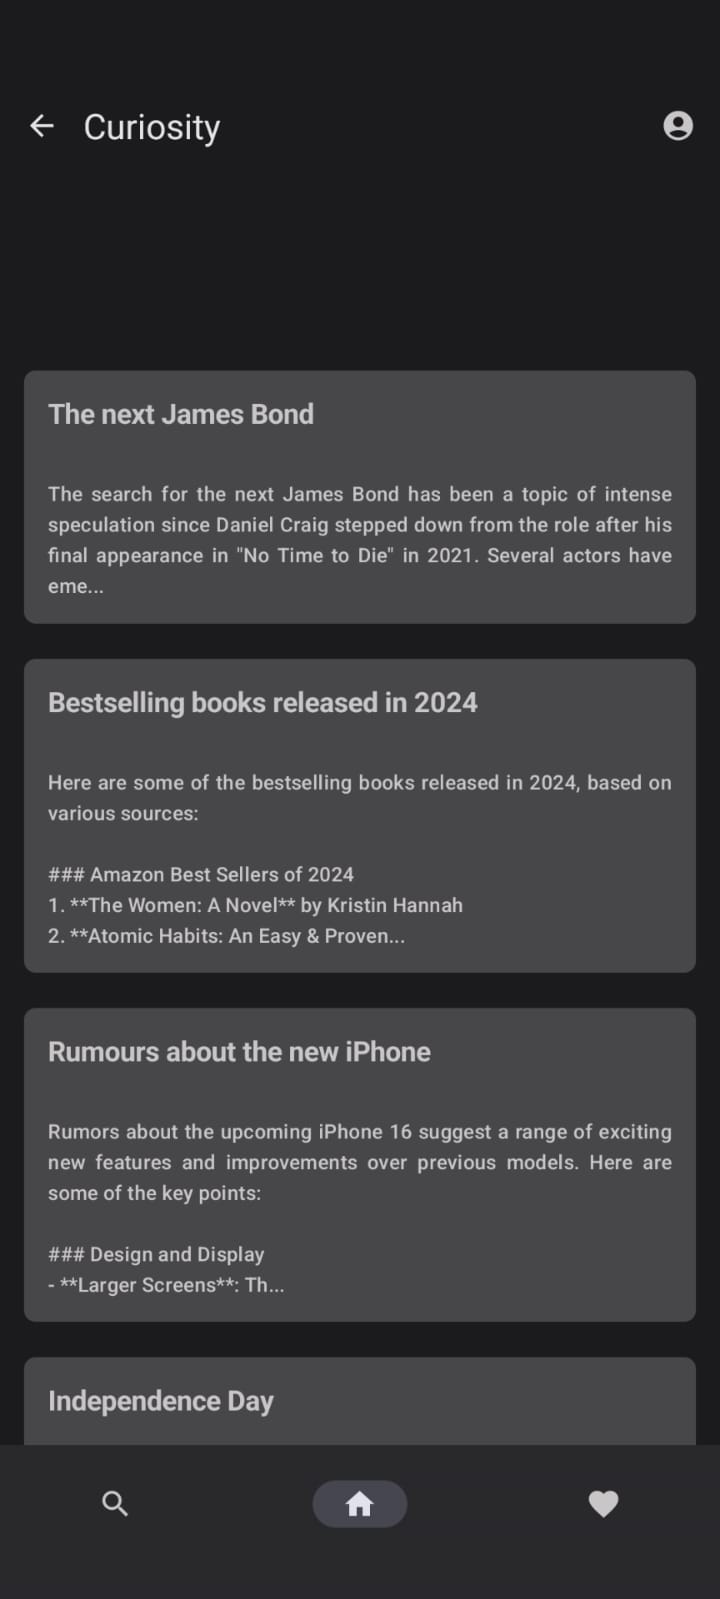 Curiosity
The next James Bond
The search for the next James Bond has been a topic of intense
speculation since Daniel Craig stepped down from the role after his
final appearance in "No Time to Die" in 2021. Several actors have
eme...
Bestselling books released in 2024
Here are some of the bestselling books released in 2024, based on
various sources:
### Amazon Best Sellers of 2024
1. **The Women: A Novel** by Kristin Hannah
2. **Atomic Habits: An Easy & Proven...
Rumours about the new iPhone
Rumors about the upcoming iPhone 16 suggest a range of exciting
new features and improvements over previous models. Here are
some of the key points:
### Design and Display
- **Larger Screens**: Th...
Independence Day